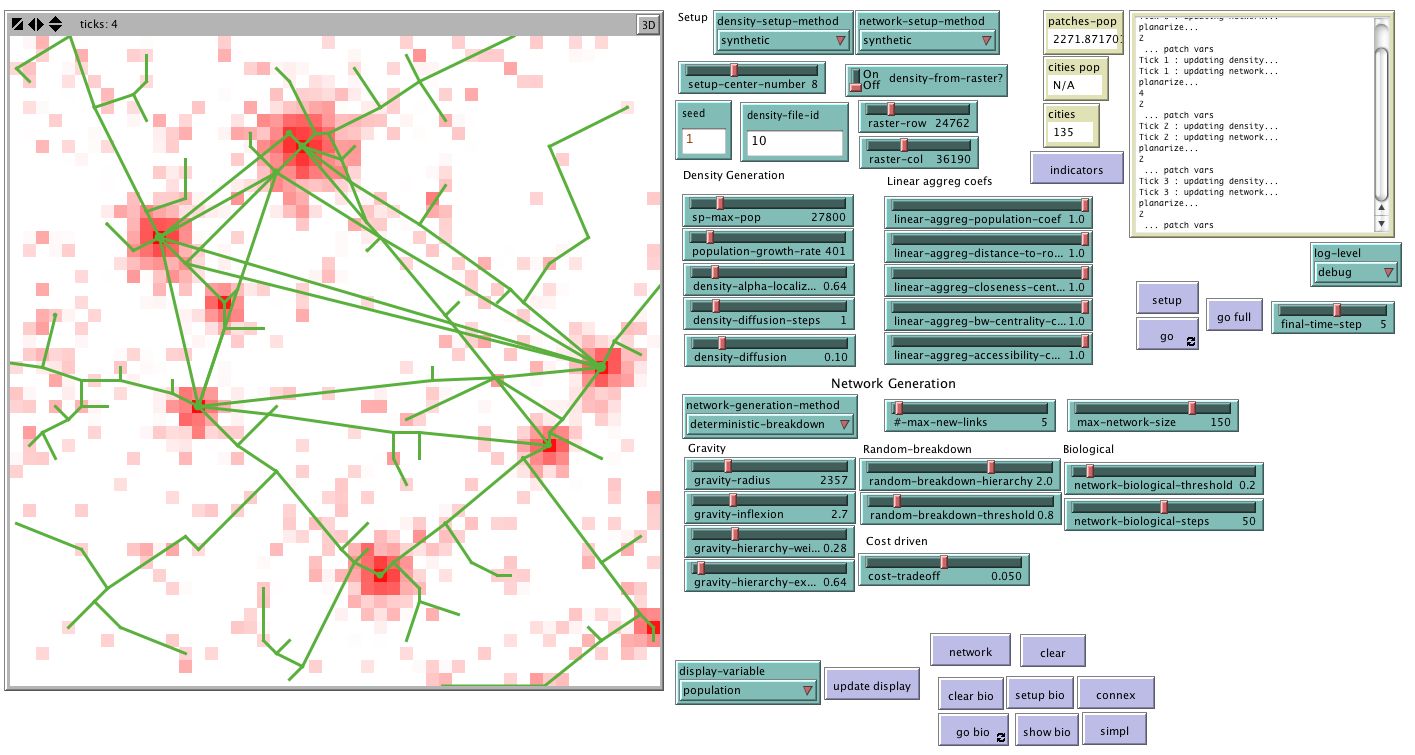 ticks: 4
3D
Setup
density-setup-method
synthetic
network-setup-method
synthetic
setup-center-number 8
On
Off
density-from-raster?
seed
1
density-file-id
10
raster-row 24762
raster-col 36190
patches-pop
2271.87170
cities pop
N/A
cities
135
indicators
planarize...
2
... patch vars
Tick 1 : updating density...
Tick 1 : updating network...
planarize...
4
2
... patch vars
Tick 2 : updating density...
Tick 2 : updating network...
planarize...
2
... patch vars
Tick 3 : updating density...
Tick 3 : updating network...
planarize...
2
... patch vars
log-level
debug
setup
go
go full
final-time-step 5
Density Generation
sp-max-pop 27800
population-growth-rate 401
density-alpha-localiz... 0.64
density-diffusion-steps 1
density-diffusion 0.10
Linear aggreg coefs
linear-aggreg-population-coef 1.0
linear-aggreg-distance-to-ro... 1.0
linear-aggreg-closeness-cent... 1.0
linear-aggreg-bw-centrality-c... 1.0
linear-aggreg-accessibility-c... 1.0
Network Generation
network-generation-method
deterministic-breakdown
#-max-new-links 5
max-network-size 150
Gravity
gravity-radius 2357
gravity-inflexion 2.7
gravity-hierarchy-wei... 0.28
gravity-hierarchy-ex... 0.64
Random-breakdown
random-breakdown-hierarchy 2.0
random-breakdown-threshold 0.8
Biological
network-biological-threshold 0.2
network-biological-steps 50
Cost driven
cost-tradeoff 0.050
display-variable
population
update display
network
clear
clear bio
setup bio
connex
go bio
show bio
simpl